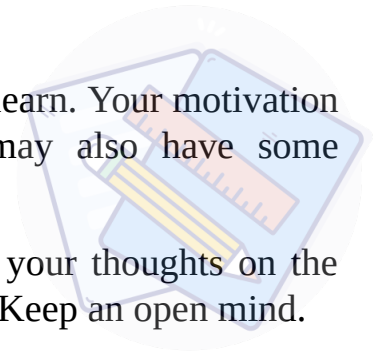 earn. Your motivation
may also have some
your thoughts on the
Keep an open mind.